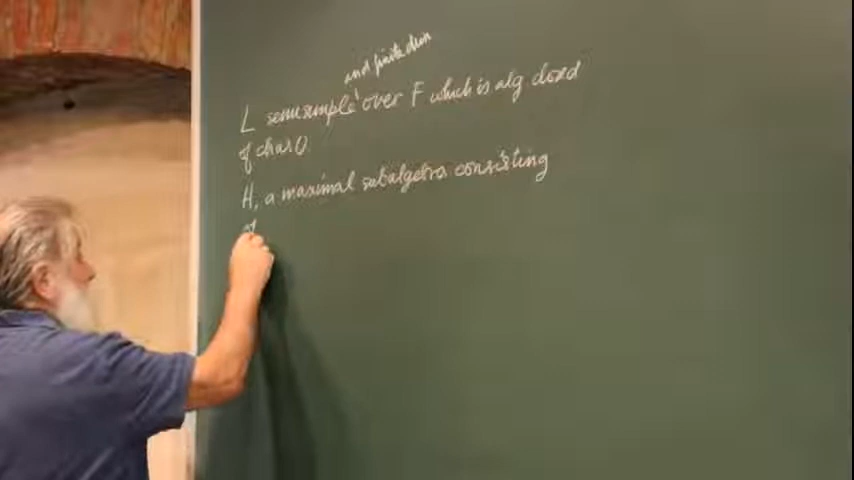 and finite dim
L semisimple over F which is alg closed
of char 0
H, a maximal subalgebra consisting
of